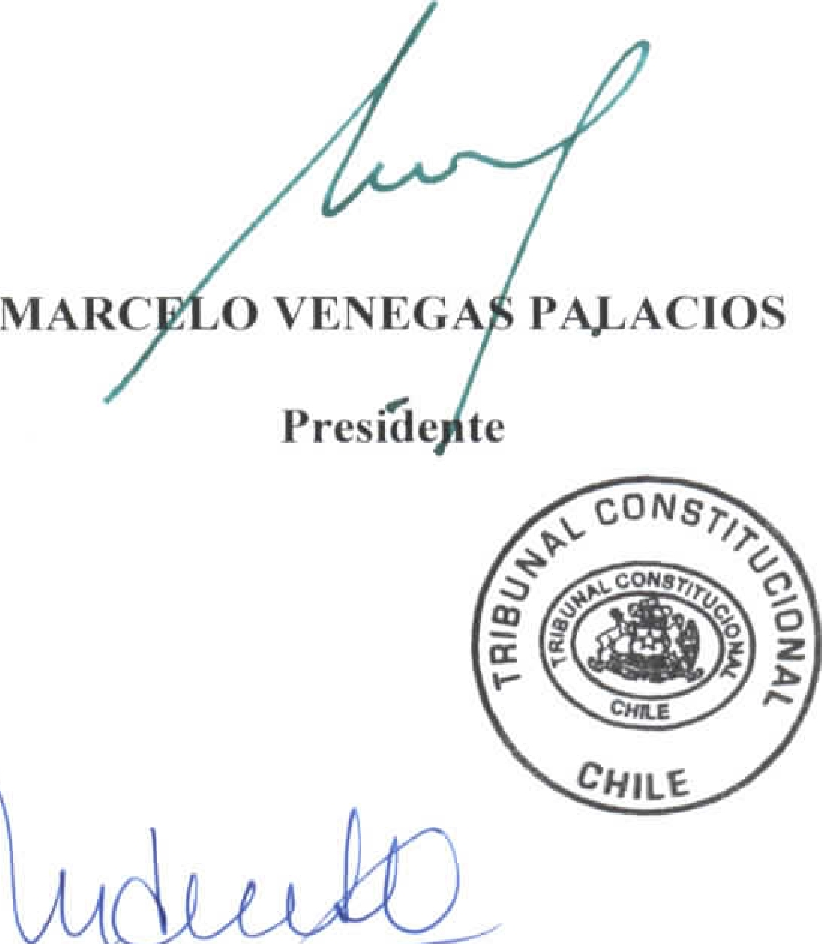 MARCELO VENEGAS PALACIOS
Presidente
TRIBUNAL CONSTITUCIONAL
TRIBUNAL CONSTITUCIONAL
CHILE
CHILE